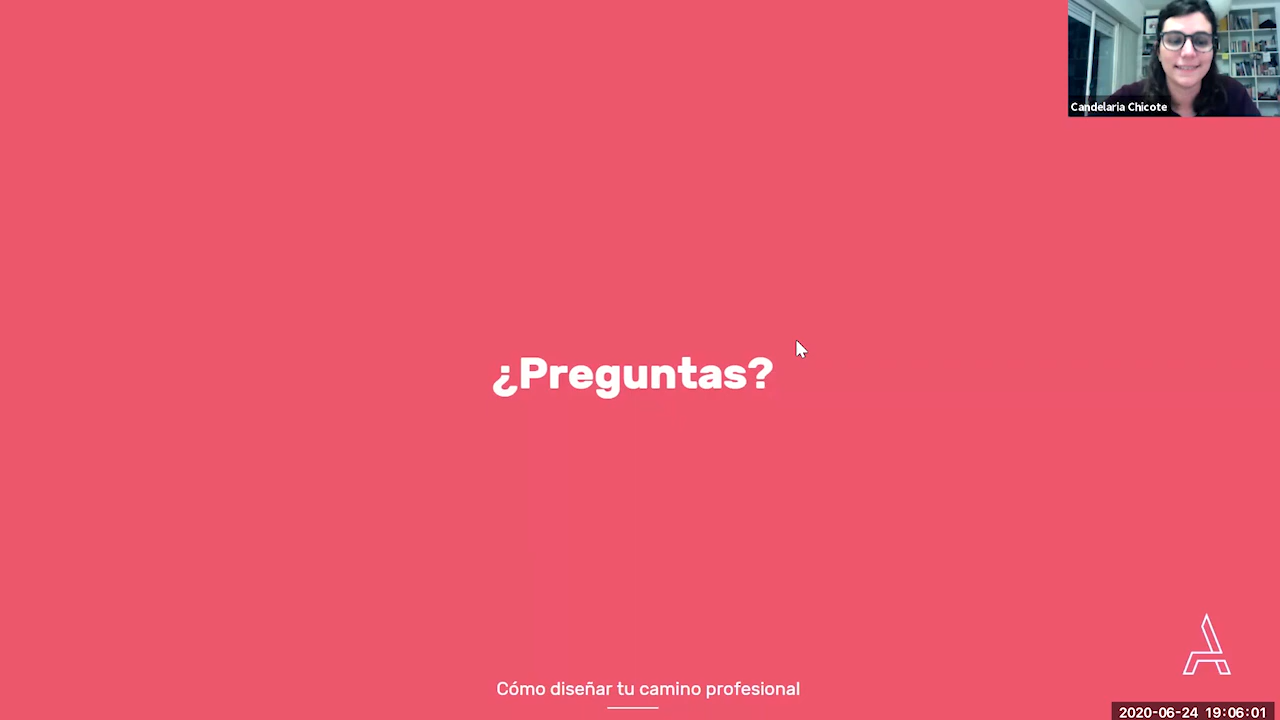 Candelaria Chicote
¿Preguntas?
Cómo diseñar tu camino profesional
2020-06-24 19:06:01